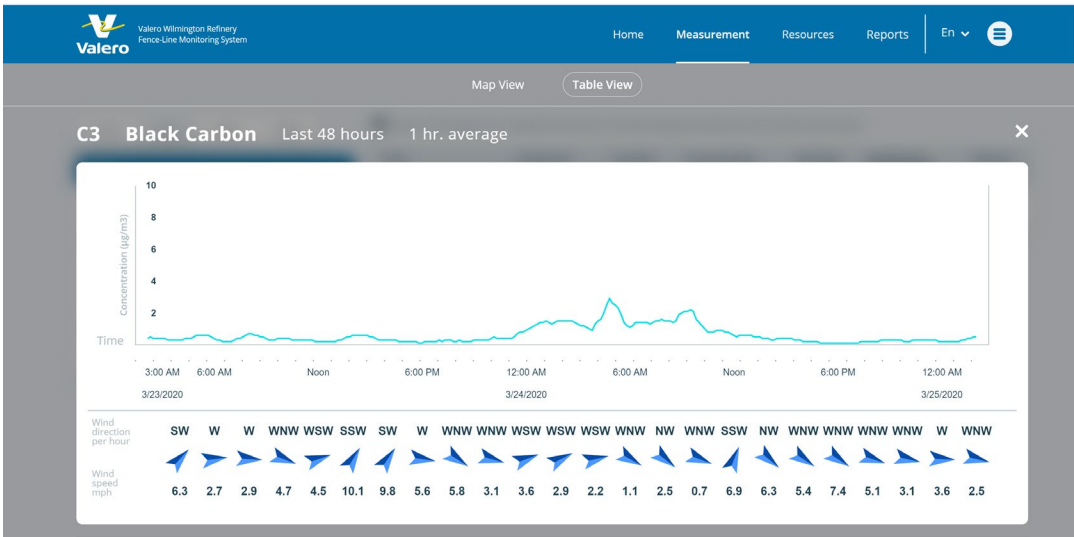 Valero
Valero Wilmington Refinery
Fence-Line Monitoring System
Home Measurement Resources Reports En
Map View Table View
C3 Black Carbon Last 48 hours 1 hr. average
10
8
6
4
2
Concentration (µg/m3)
Time
3:00 AM 6:00 AM Noon 6:00 PM 12:00 AM 6:00 AM Noon 6:00 PM 12:00 AM
3/23/2020 3/24/2020 3/25/2020
Wind
direction
per hour
SW W W WNW WSW SSW SW W WNW WNW WSW WSW WSW WNW NW WNW SSW NW WNW WNW WNW WNW W WNW
Wind
speed
mph
6.3 2.7 2.9 4.7 4.5 10.1 9.8 5.6 5.8 3.1 3.6 2.9 2.2 1.1 2.5 0.7 6.9 6.3 5.4 7.4 5.1 3.1 3.6 2.5